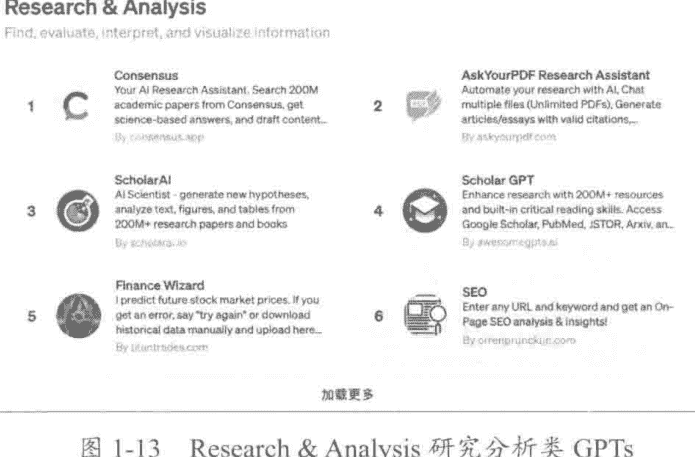 Research & Analysis
Find, evaluate, interpret, and visualize information
1
Consensus
Your AI Research Assistant. Search 200M
academic papers from Consensus, get
science-based answers, and draft content...
By consensus.app
2
AskYourPDF Research Assistant
Automate your research with AI, Chat
multiple files (Unlimited PDFs), Generate
articles/essays with valid citations,...
By askyourpdf.com
3
ScholarAI
AI Scientist - generate new hypotheses,
analyze text, figures, and tables from
200M+ research papers and books
By scholarai.io
4
Scholar GPT
Enhance research with 200M+ resources
and built-in critical reading skills. Access
Google Scholar, PubMed, JSTOR, Arxiv, an...
By awesomegpts.ai
5
Finance Wizard
I predict future stock market prices. If you
get an error, say "try again" or download
historical data manually and upload here...
By titantrades.com
6
SEO
Enter any URL and keyword and get an On-
Page SEO analysis & insights!
By orrenprunckun.com
加载更多
图 1-13 Research & Analysis 研究分析类 GPTs